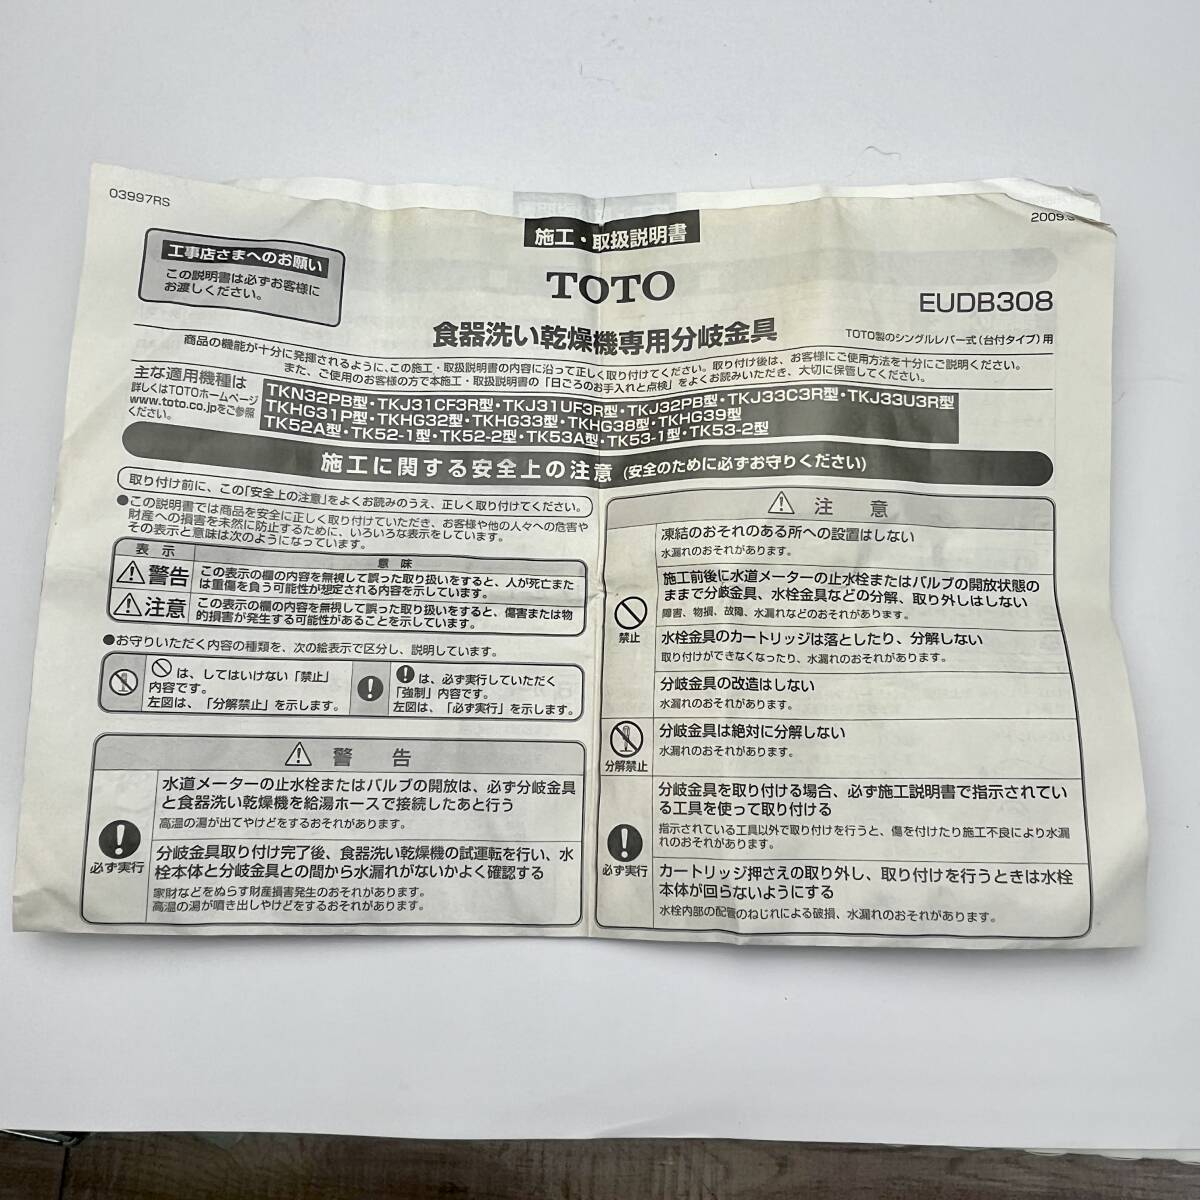 03997RS
2009.3
施工・取扱説明書
工事店さまへのお願い
この説明書は必ずお客様に
お渡しください。
TOTO
EUDB308
食器洗い乾燥機専用分岐金具
TOTO製のシングルレバー式(台付タイプ)用
商品の機能が十分に発揮されるように、この施工・取扱説明書の内容に沿って正しく取り付けてください。取り付け後は、お客様にご使用方法を十分にご説明ください。
また、ご使用のお客様の方で本施工・取扱説明書の「日ごろのお手入れと点検」をよくお読みいただき、大切に保管してください。
主な適用機種は
詳しくはTOTOホームページ
www.toto.co.jpをご参照
ください。
TKN32PB型・TKJ31CF3R型・TKJ31UF3R型・TKJ32PB型・TKJ33C3R型・TKJ33U3R型
TKHG31P型・TKHG32型・TKHG33型・TKHG38型・TKHG39型
TK52A型・TK52-1型・TK52-2型・TK53A型・TK53-1型・TK53-2型
施工に関する安全上の注意 (安全のために必ずお守りください)
取り付け前に、この「安全上の注意」をよくお読みのうえ、正しく取り付けてください。
●この説明書では商品を安全に正しく取り付けていただき、お客様や他の人々への危害や
財産への損害を未然に防止するために、いろいろな表示をしています。
その表示と意味は次のようになっています。
表 示 意 味
警告 この表示の欄の内容を無視して誤った取り扱いをすると、人が死亡また
は重傷を負う可能性が想定される内容を示しています。
注意 この表示の欄の内容を無視して誤った取り扱いをすると、傷害または物
的損害が発生する可能性があることを示しています。
●お守りいただく内容の種類を、次の絵表示で区分し、説明しています。
は、してはいけない「禁止」
内容です。
左図は、「分解禁止」を示します。
は、必ず実行していただく
「強制」内容です。
左図は、「必ず実行」を示します。
警 告
必ず実行
水道メーターの止水栓またはバルブの開放は、必ず分岐金具
と食器洗い乾燥機を給湯ホースで接続したあと行う
高温の湯が出てやけどをするおそれがあります。
分岐金具取り付け完了後、食器洗い乾燥機の試運転を行い、水
栓本体と分岐金具との間から水漏れがないかよく確認する
家財などをぬらす財産損害発生のおそれがあります。
高温の湯が噴き出しやけどをするおそれがあります。
注 意
禁止
凍結のおそれのある所への設置はしない
水漏れのおそれがあります。
施工前後に水道メーターの止水栓またはバルブの開放状態の
ままで分岐金具、水栓金具などの分解、取り外しはしない
障害、物損、故障、水漏れなどのおそれがあります。
水栓金具のカートリッジは落としたり、分解しない
取り付けができなくなったり、水漏れのおそれがあります。
分岐金具の改造はしない
水漏れのおそれがあります。
分解禁止
分岐金具は絶対に分解しない
水漏れのおそれがあります。
必ず実行
分岐金具を取り付ける場合、必ず施工説明書で指示されてい
る工具を使って取り付ける
指示されている工具以外で取り付けを行うと、傷を付けたり施工不良により水漏
れのおそれがあります。
カートリッジ押さえの取り外し、取り付けを行うときは水栓
本体が回らないようにする
水栓内部の配管のねじれによる破損、水漏れのおそれがあります。